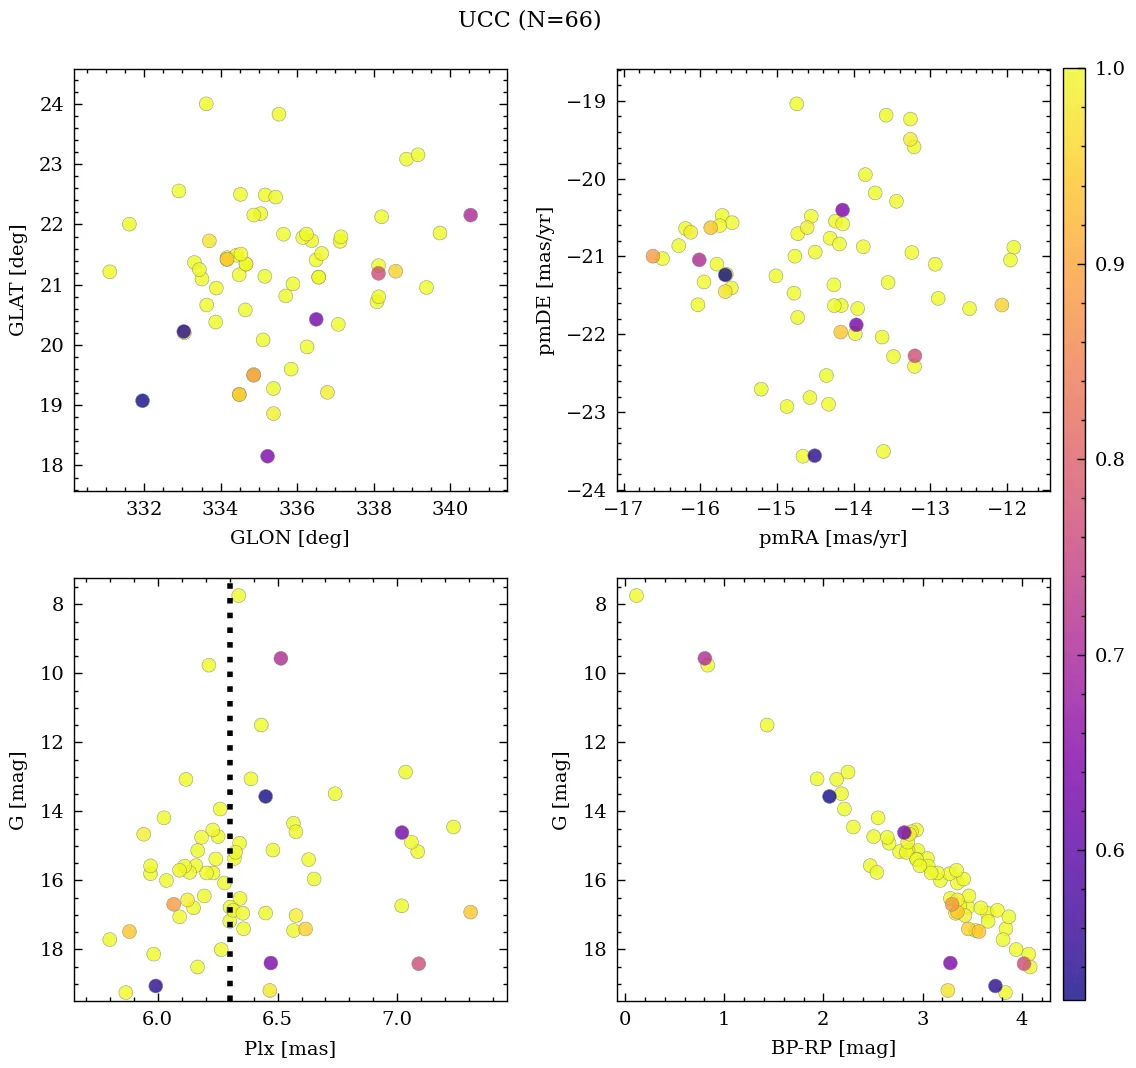 UCC (N=66)
24
23
22
21
20
19
18
GLAT [deg]
332 334 336 338 340
GLON [deg]
−19
−20
−21
−22
−23
−24
pmDE [mas/yr]
−17 −16 −15 −14 −13 −12
pmRA [mas/yr]
1.0
0.9
0.8
0.7
0.6
8
10
12
14
16
18
G [mag]
6.0 6.5 7.0
Plx [mas]
8
10
12
14
16
18
G [mag]
0 1 2 3 4
BP-RP [mag]